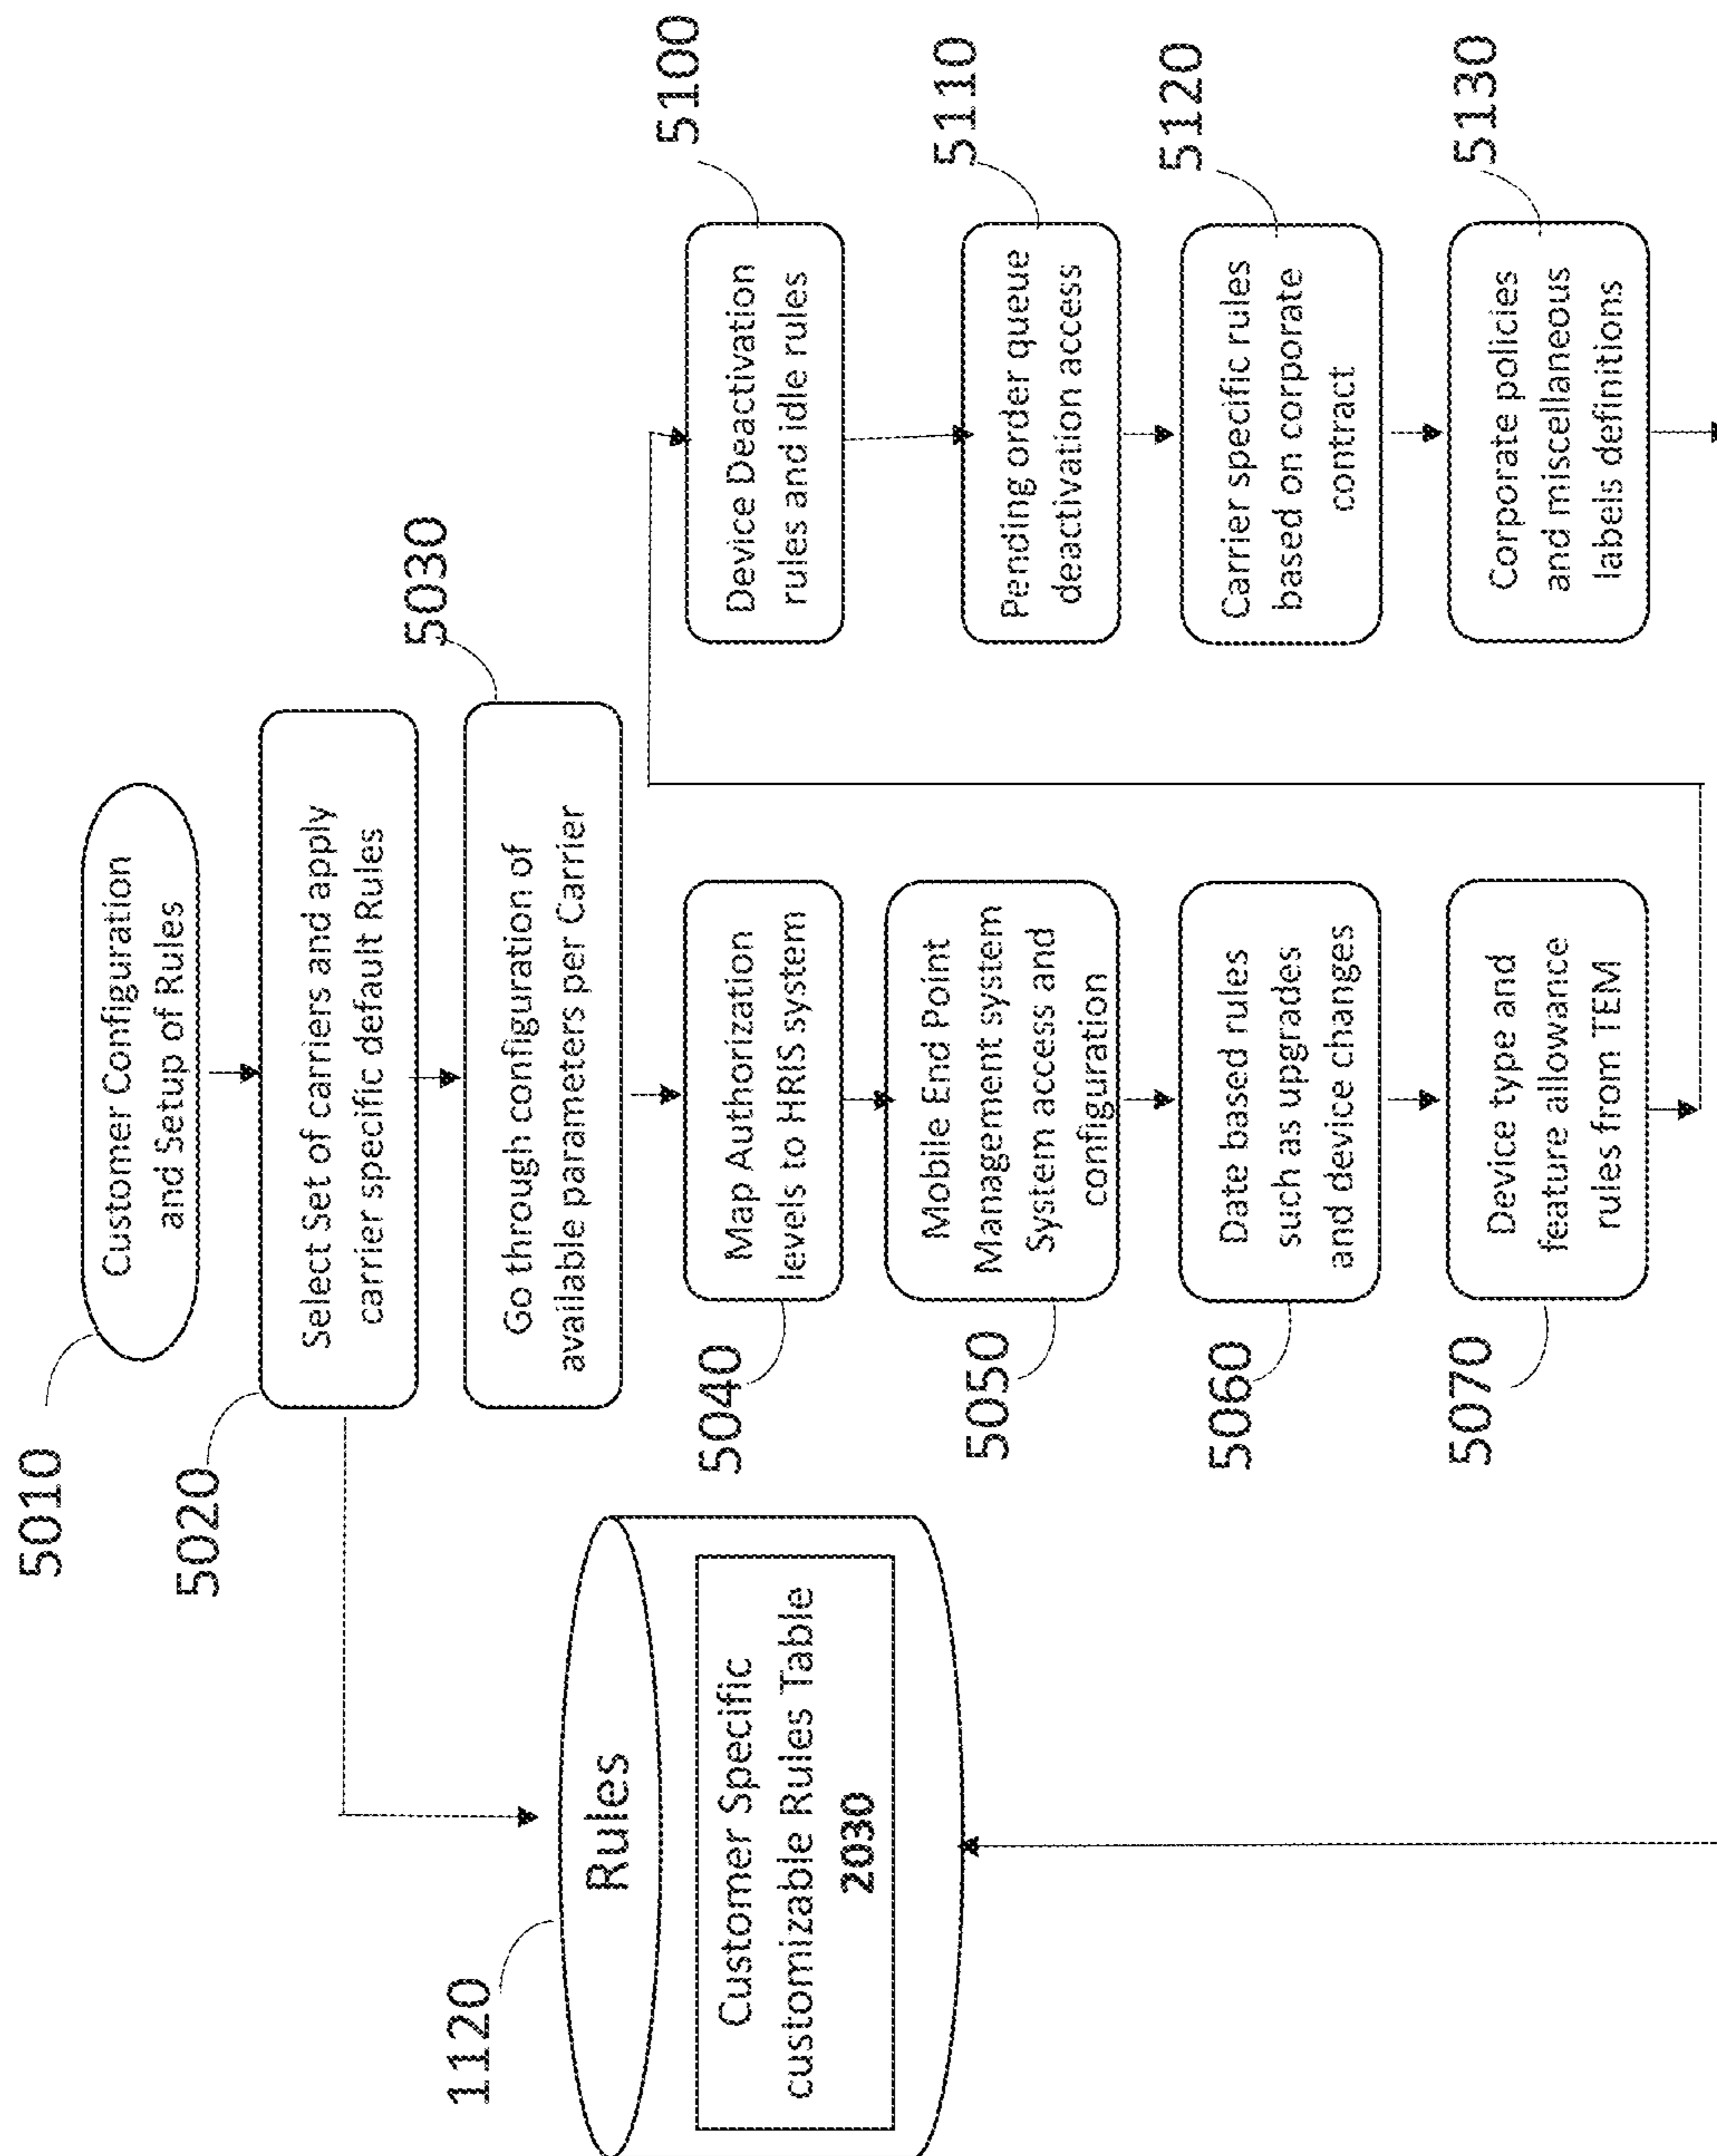 5010
Customer Configuration
and Setup of Rules
5020
Select Set of carriers and apply
carrier specific default Rules
5030
Go through configuration of
available parameters per Carrier
1120
Rules
Customer Specific
customizable Rules Table
2030
5040
Map Authorization
levels to HRIS system
5050
Mobile End Point
Management system
System access and
configuration
5060
Date based rules
such as upgrades
and device changes
5070
Device type and
feature allowance
rules from TEM
5100
Device Deactivation
rules and idle rules
5110
Pending order queue
deactivation access
5120
Carrier specific rules
based on corporate
contract
5130
Corporate policies
and miscellaneous
labels definitions